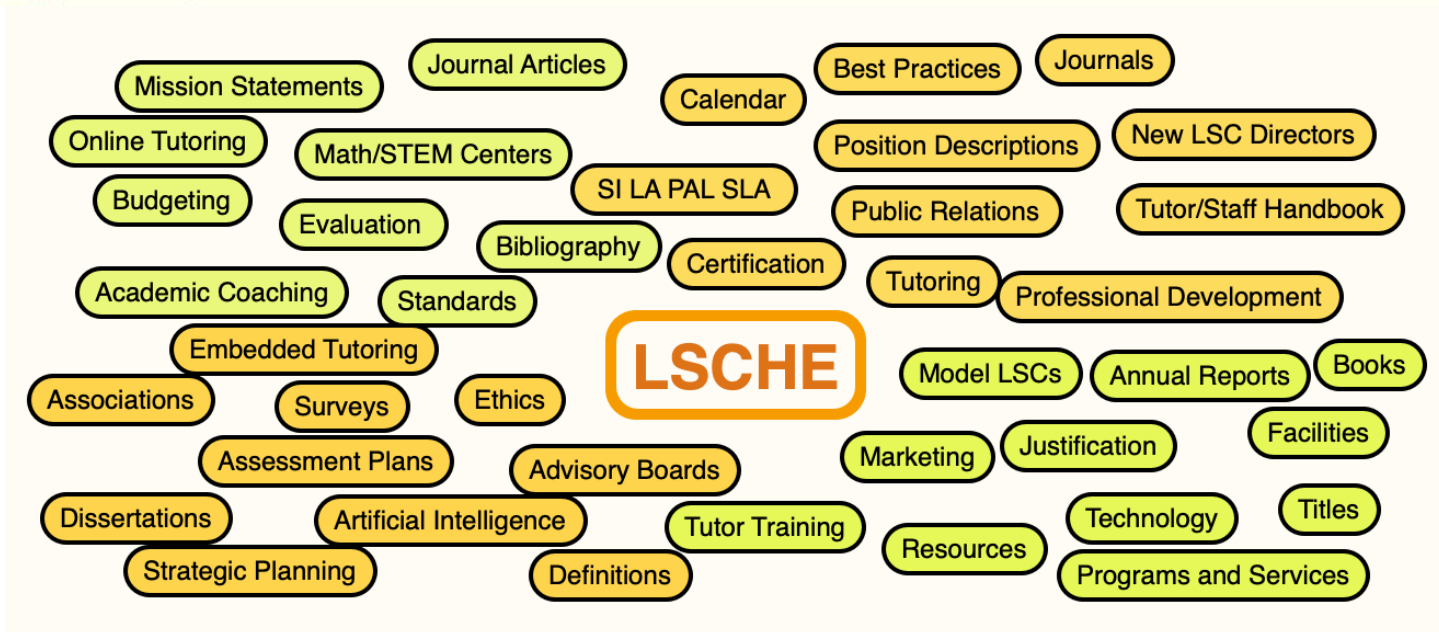 Mission Statements
Journal Articles
Online Tutoring
Math/STEM Centers
Budgeting
Evaluation
Bibliography
Academic Coaching
Standards
Calendar
Best Practices
Journals
Position Descriptions
New LSC Directors
SI LA PAL SLA
Public Relations
Tutor/Staff Handbook
Certification
Tutoring
Professional Development
LSCHE
Embedded Tutoring
Associations
Surveys
Ethics
Assessment Plans
Advisory Boards
Dissertations
Artificial Intelligence
Strategic Planning
Definitions
Model LSCs
Annual Reports
Books
Marketing
Justification
Facilities
Tutor Training
Resources
Technology
Titles
Programs and Services